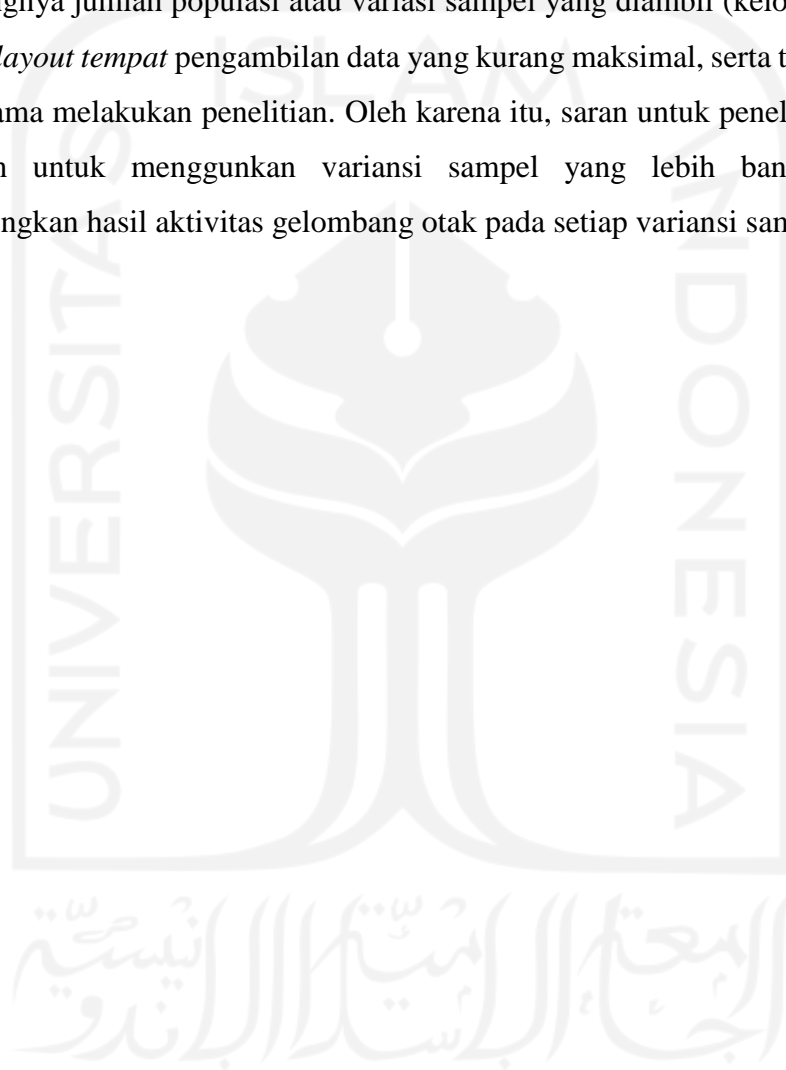 ngnya jumlah populasi atau variasi sampel yang diambil (kelo
layout tempat pengambilan data yang kurang maksimal, serta t
ama melakukan penelitian. Oleh karena itu, saran untuk penel
n untuk menggunkan variansi sampel yang lebih ban
ngkan hasil aktivitas gelombang otak pada setiap variansi san
ISLAM
UNIVERSITAS
INDONESIA